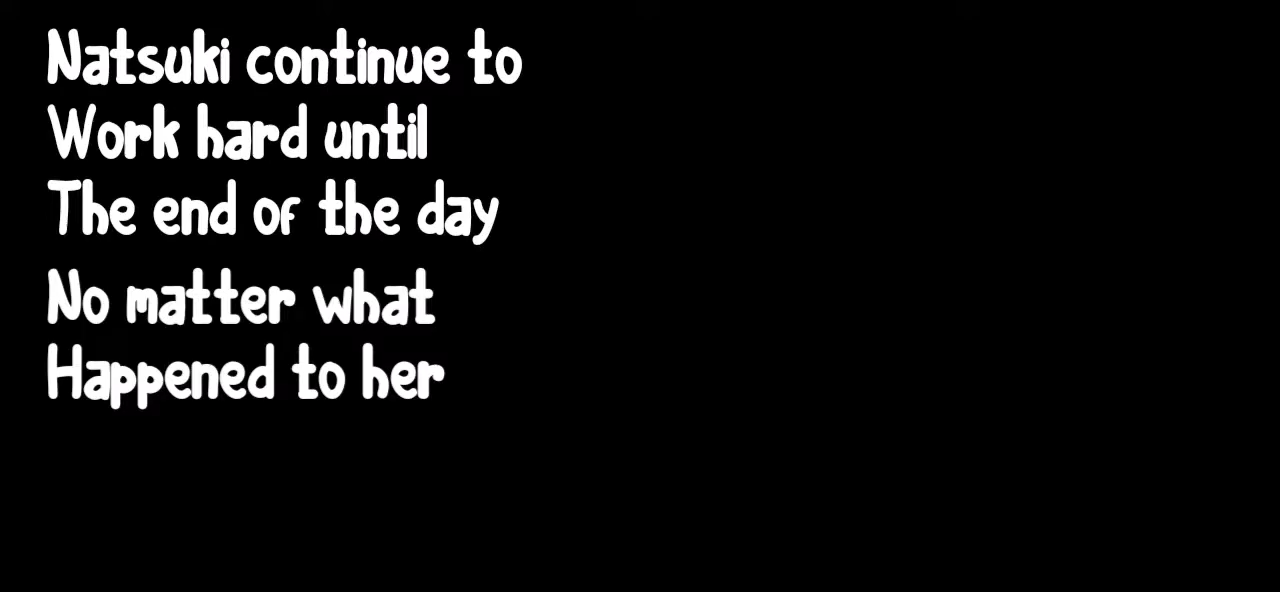 Natsuki continue to
Work hard until
The end of the day
No matter what
Happened to her